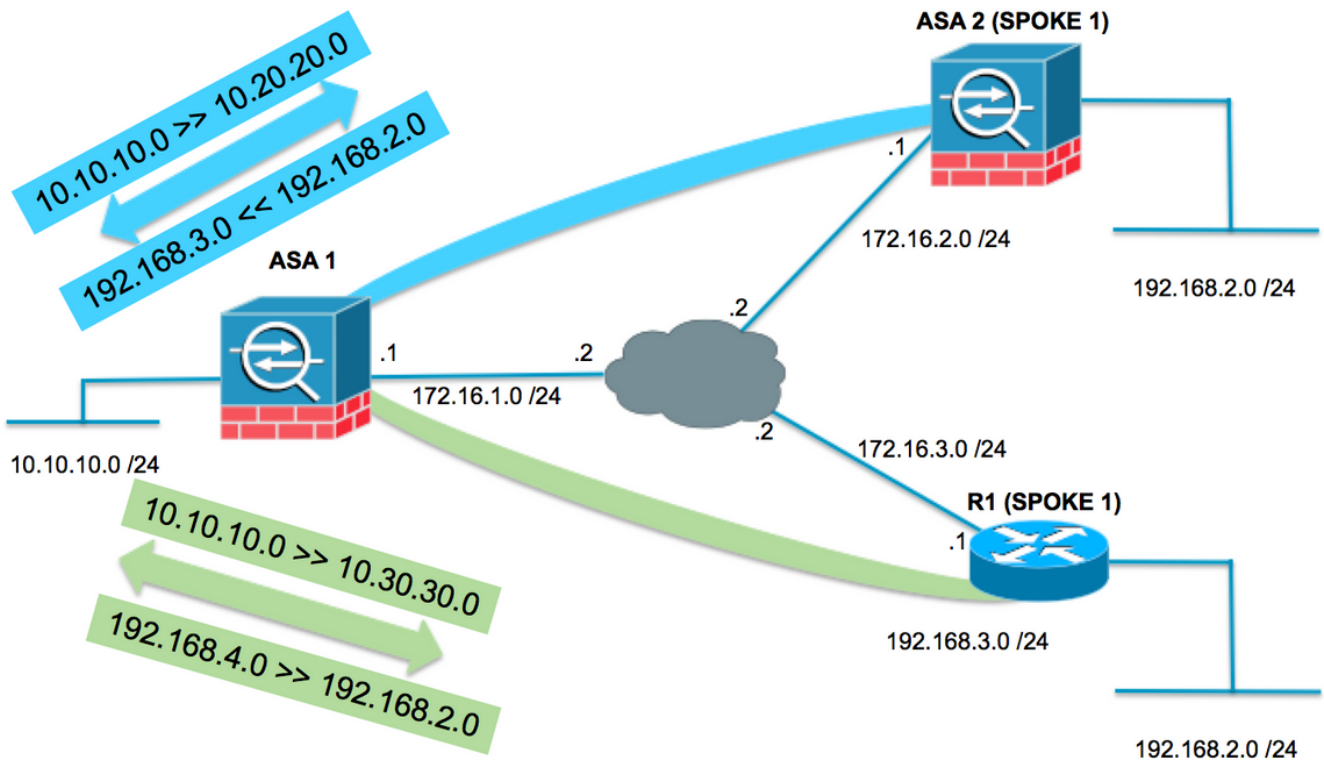 ASA 2 (SPOKE 1)
10.10.10.0 >> 10.20.20.0
192.168.3.0 << 192.168.2.0
.1
172.16.2.0 /24
ASA 1
192.168.2.0 /24
.2
.1
.2
172.16.1.0 /24
.2
172.16.3.0 /24
10.10.10.0 /24
R1 (SPOKE 1)
10.10.10.0 >> 10.30.30.0
.1
192.168.4.0 >> 192.168.2.0
192.168.3.0 /24
192.168.2.0 /24